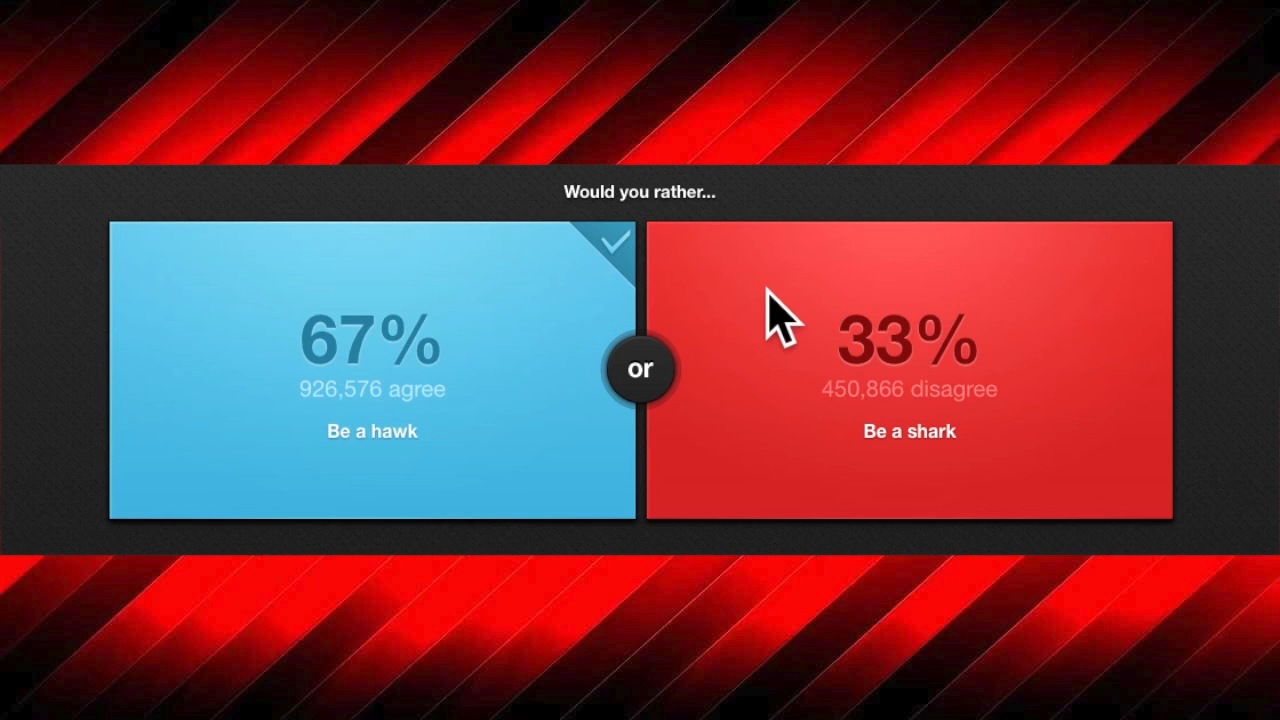 Would you rather...
67%
926,576 agree
Be a hawk
or
33%
450,866 disagree
Be a shark